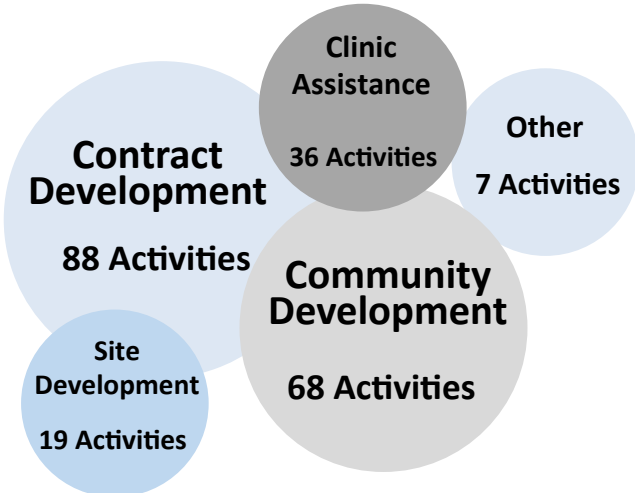 Clinic
Assistance
36 Activities
Other
7 Activities
Contract
Development
88 Activities
Community
Development
68 Activities
Site
Development
19 Activities